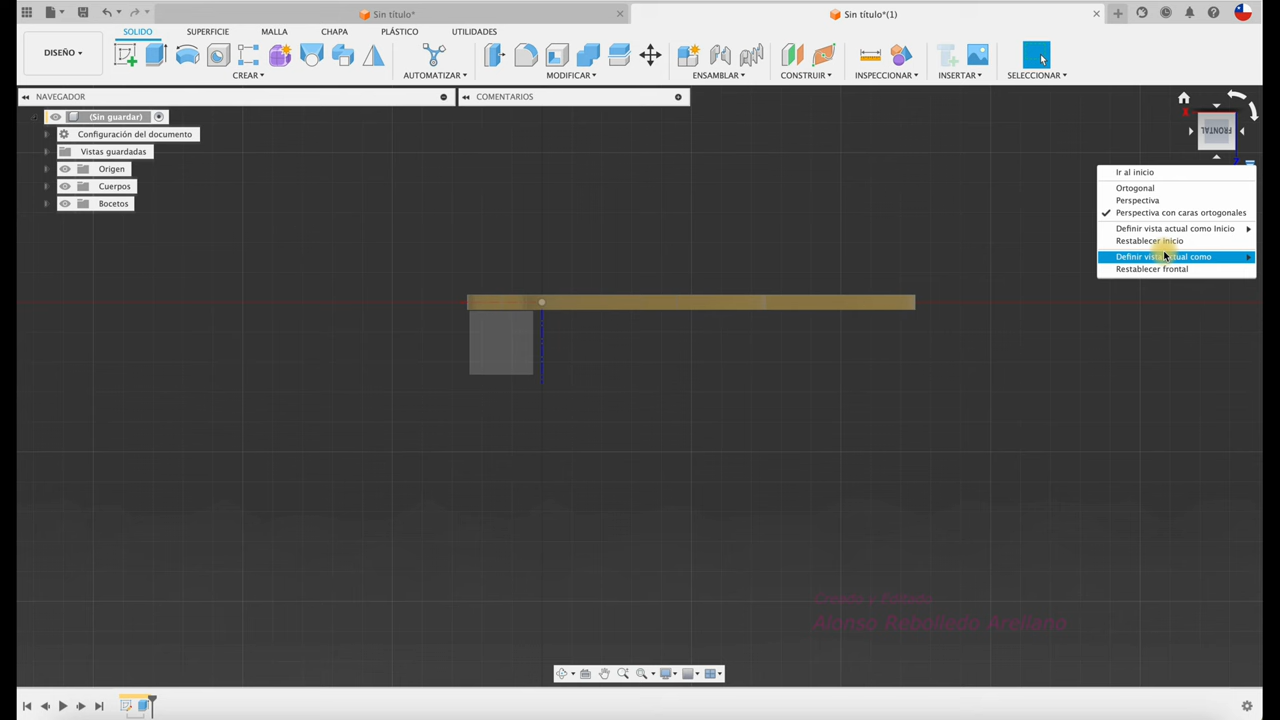 Sin título*
Sin título*(1)
SOLIDO
SUPERFICIE
MALLA
CHAPA
PLÁSTICO
UTILIDADES
DISEÑO
CREAR
AUTOMATIZAR
MODIFICAR
ENSAMBLAR
CONSTRUIR
INSPECCIONAR
INSERTAR
SELECCIONAR
NAVEGADOR
COMENTARIOS
(Sin guardar)
Configuración del documento
Vistas guardadas
Origen
Cuerpos
Bocetos
X
FRONTAL
Z
Ir al inicio
Ortogonal
Perspectiva
Perspectiva con caras ortogonales
Definir vista actual como Inicio
Restablecer inicio
Definir vista actual como
Restablecer frontal
Alonso Rebolledo Arellano